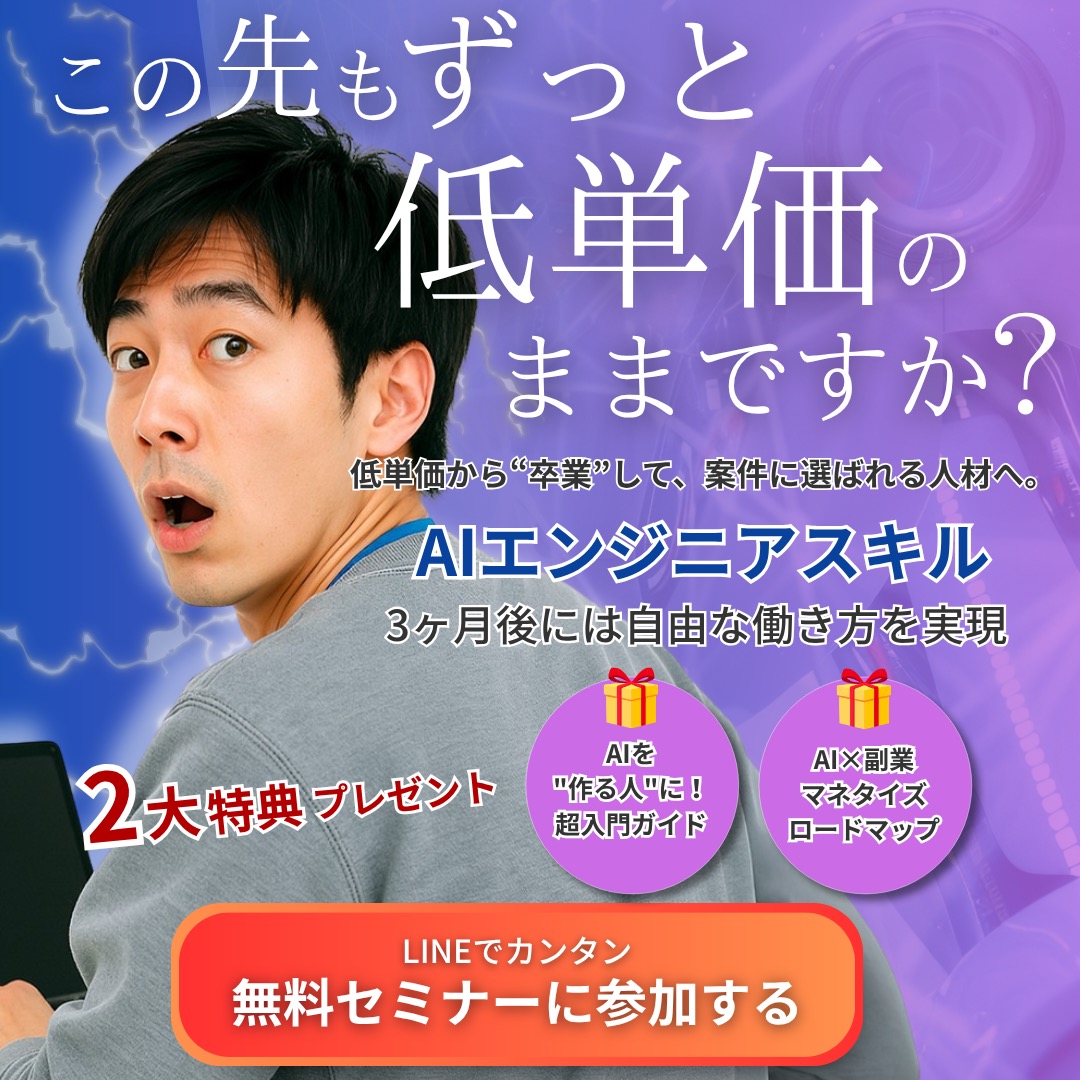 この先もずっと
低単価の
ままですか?
低単価から“卒業”して、案件に選ばれる人材へ。
AIエンジニアスキル
3ヶ月後には自由な働き方を実現
2大特典プレゼント
AIを
"作る人"に！
超入門ガイド
AI×副業
マネタイズ
ロードマップ
LINEでカンタン
無料セミナーに参加する